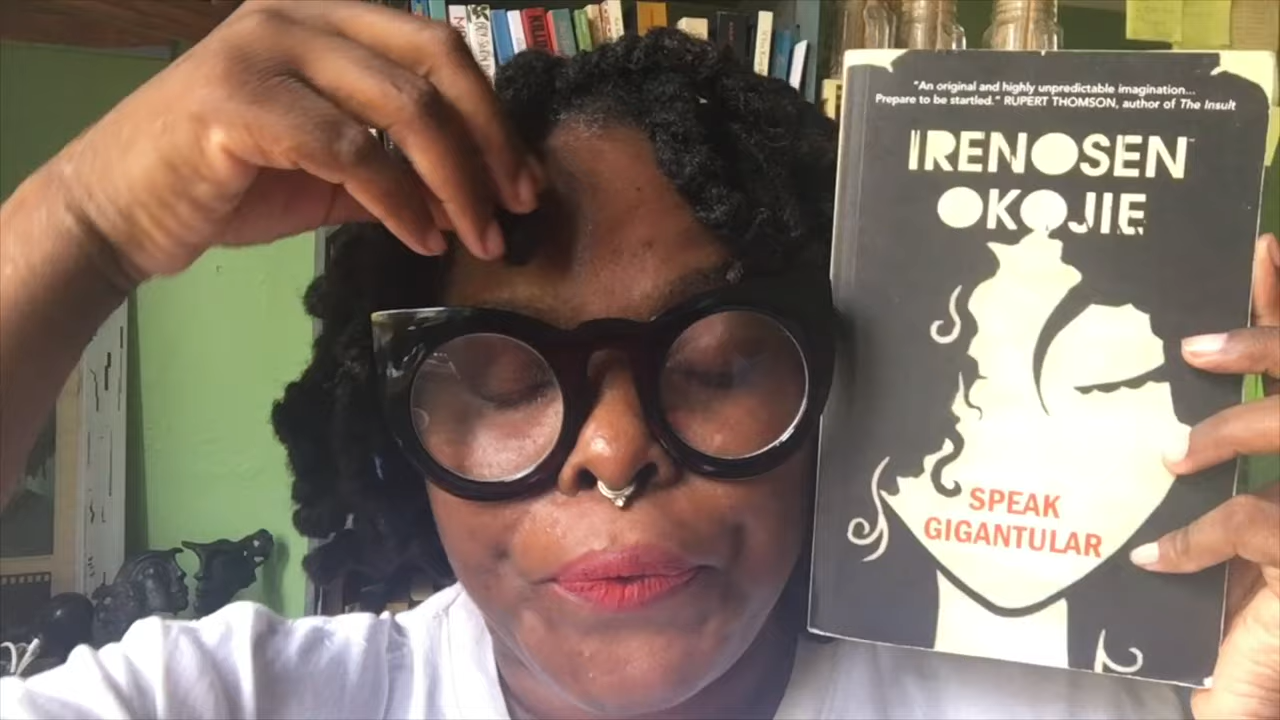 KILLE
"An original and highly unpredictable imagination...
Prepare to be startled." RUPERT THOMSON, author of The Insult
IRENOSEN
OKOJIE
SPEAK
GIGANTULAR